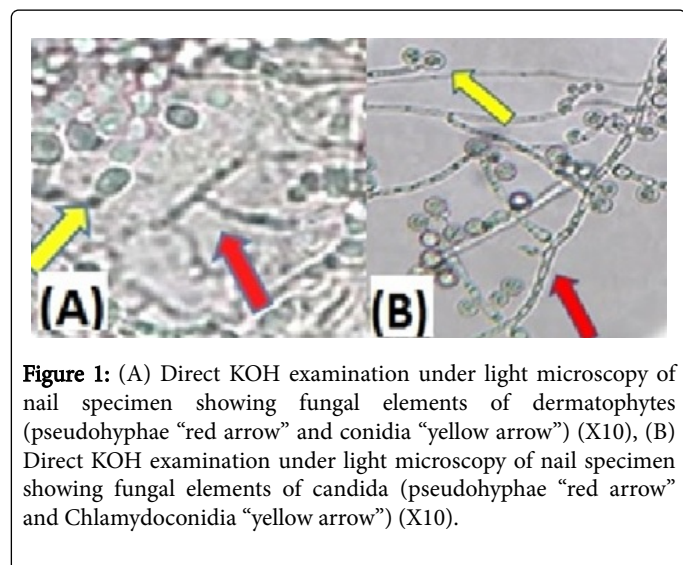 (A)
(B)
Figure 1: (A) Direct KOH examination under light microscopy of
nail specimen showing fungal elements of dermatophytes
(pseudohyphae “red arrow” and conidia “yellow arrow”) (X10), (B)
Direct KOH examination under light microscopy of nail specimen
showing fungal elements of candida (pseudohyphae “red arrow”
and Chlamydoconidia “yellow arrow”) (X10).